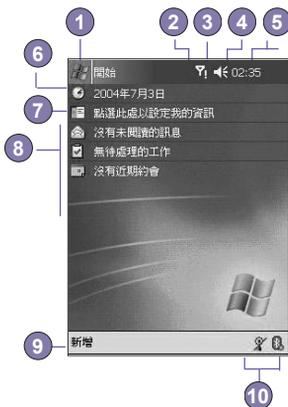 1
2
3
4
5
6
開始
02:35
2004年7月3日
7
點選此處以設定我的資訊
8
沒有未閱讀的訊息
無待處理的工作
沒有近期約會
9
新增
10